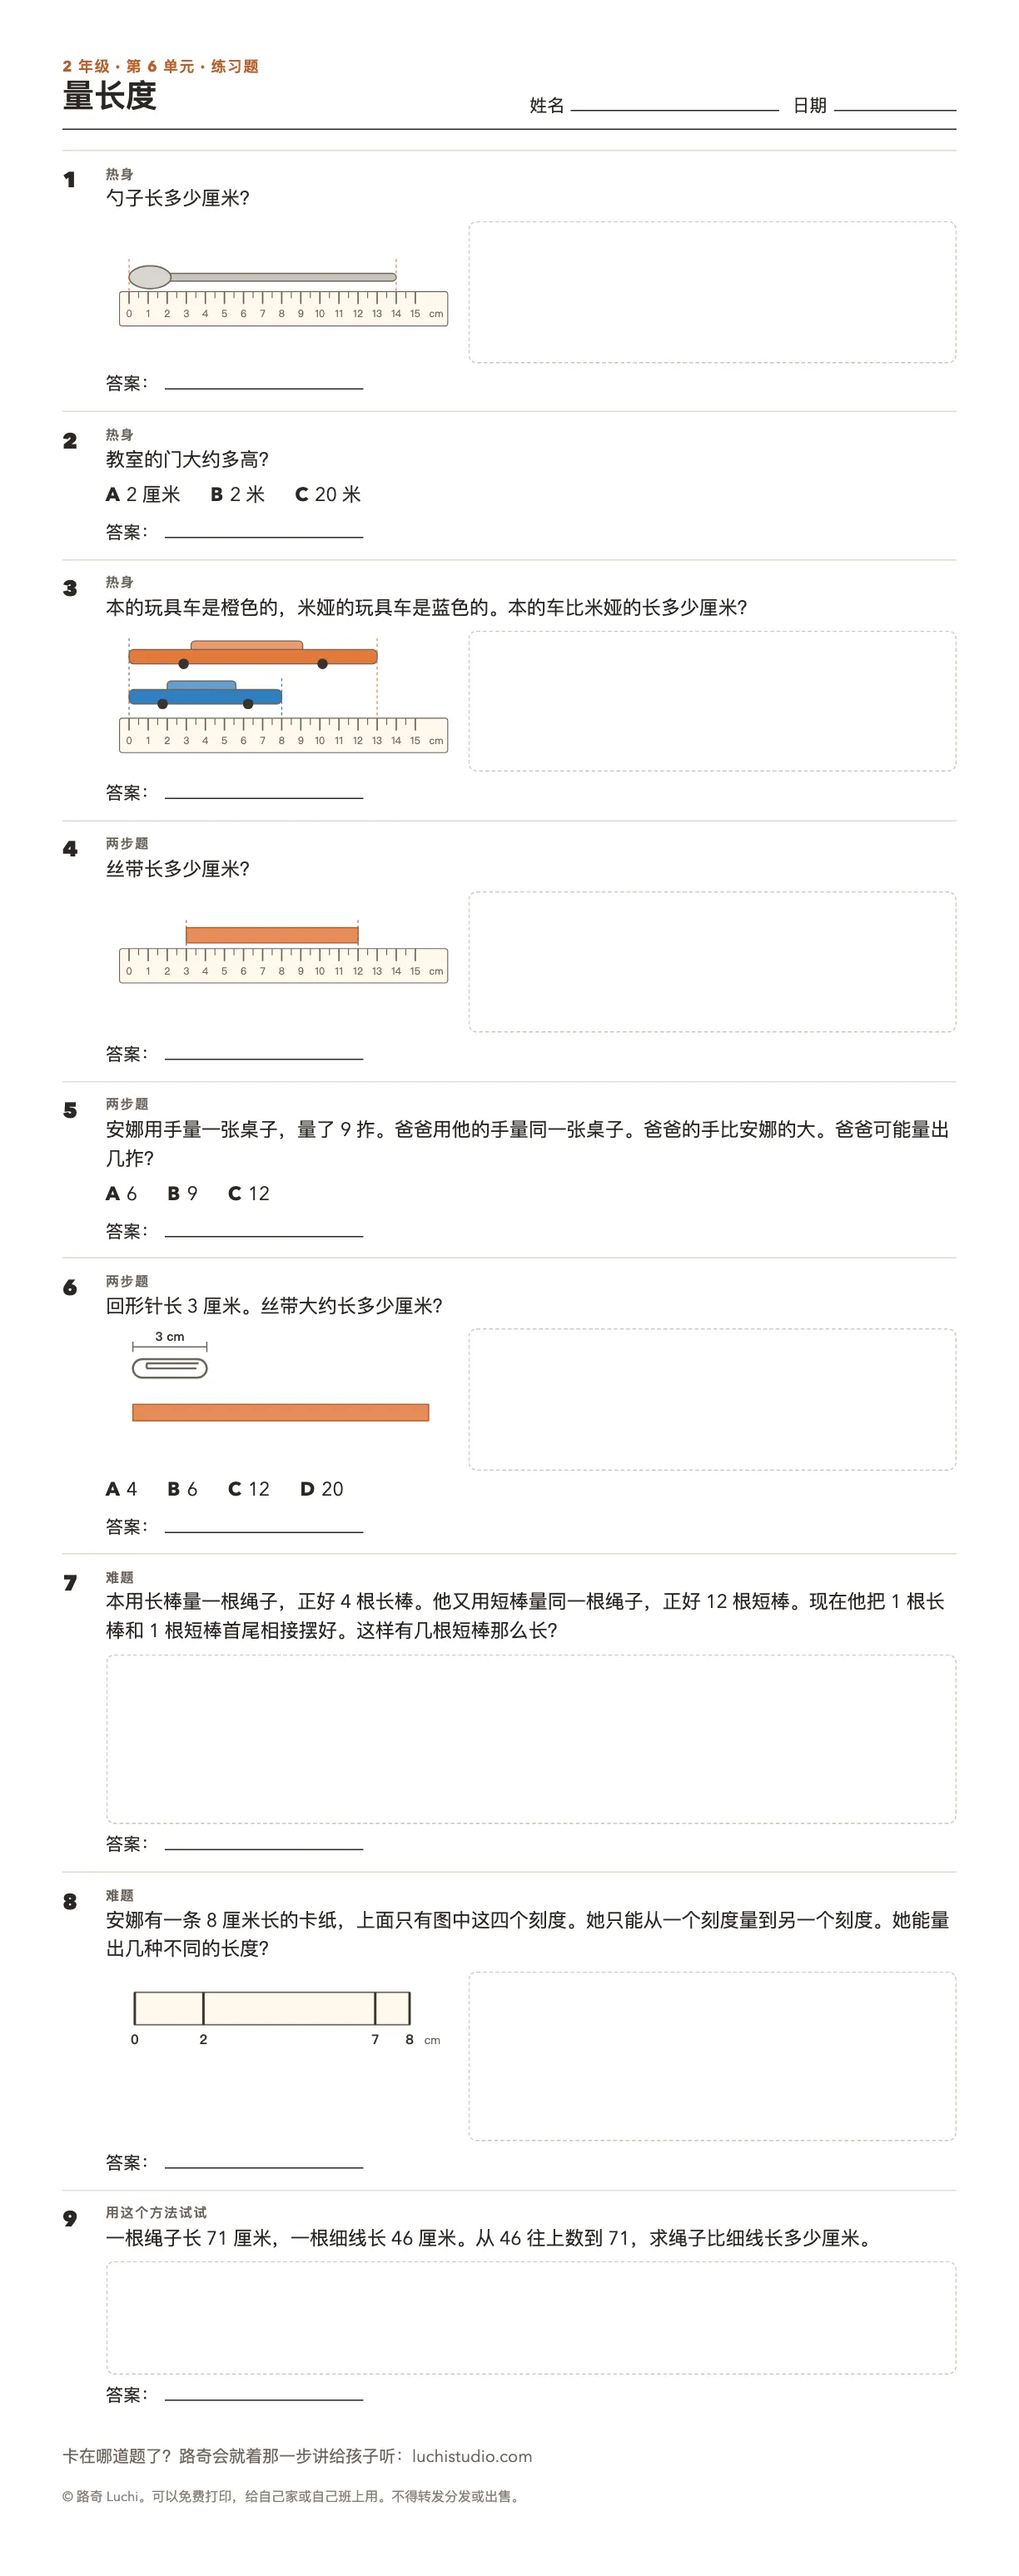 2 年级 · 第 6 单元 · 练习题
量长度
姓名 日期
1 热身
勺子长多少厘米？
0 1 2 3 4 5 6 7 8 9 10 11 12 13 14 15 cm
答案：
2 热身
教室的门大约多高？
A 2 厘米 B 2 米 C 20 米
答案：
3 热身
本的玩具车是橙色的，米娅的玩具车是蓝色的。本的车比米娅的长多少厘米？
0 1 2 3 4 5 6 7 8 9 10 11 12 13 14 15 cm
答案：
4 两步题
丝带长多少厘米？
0 1 2 3 4 5 6 7 8 9 10 11 12 13 14 15 cm
答案：
5 两步题
安娜用手量一张桌子，量了 9 拃。爸爸用他的手量同一张桌子。爸爸的手比安娜的大。爸爸可能量出
几拃？
A 6 B 9 C 12
答案：
6 两步题
回形针长 3 厘米。丝带大约长多少厘米？
3 cm
A 4 B 6 C 12 D 20
答案：
7 难题
本用长棒量一根绳子，正好 4 根长棒。他又用短棒量同一根绳子，正好 12 根短棒。现在他把 1 根长
棒和 1 根短棒首尾相接摆好。这样有几根短棒那么长？
答案：
8 难题
安娜有一条 8 厘米长的卡纸，上面只有图中这四个刻度。她只能从一个刻度量到另一个刻度。她能量
出几种不同的长度？
0 2 7 8 cm
答案：
9 用这个方法试试
一根绳子长 71 厘米，一根细线长 46 厘米。从 46 往上数到 71，求绳子比细线长多少厘米。
答案：
卡在哪道题了？路奇会就着那一步讲给孩子听：luchistudio.com
© 路奇 Luchi。可以免费打印，给自己家或自己班上用。不得转发分发或出售。